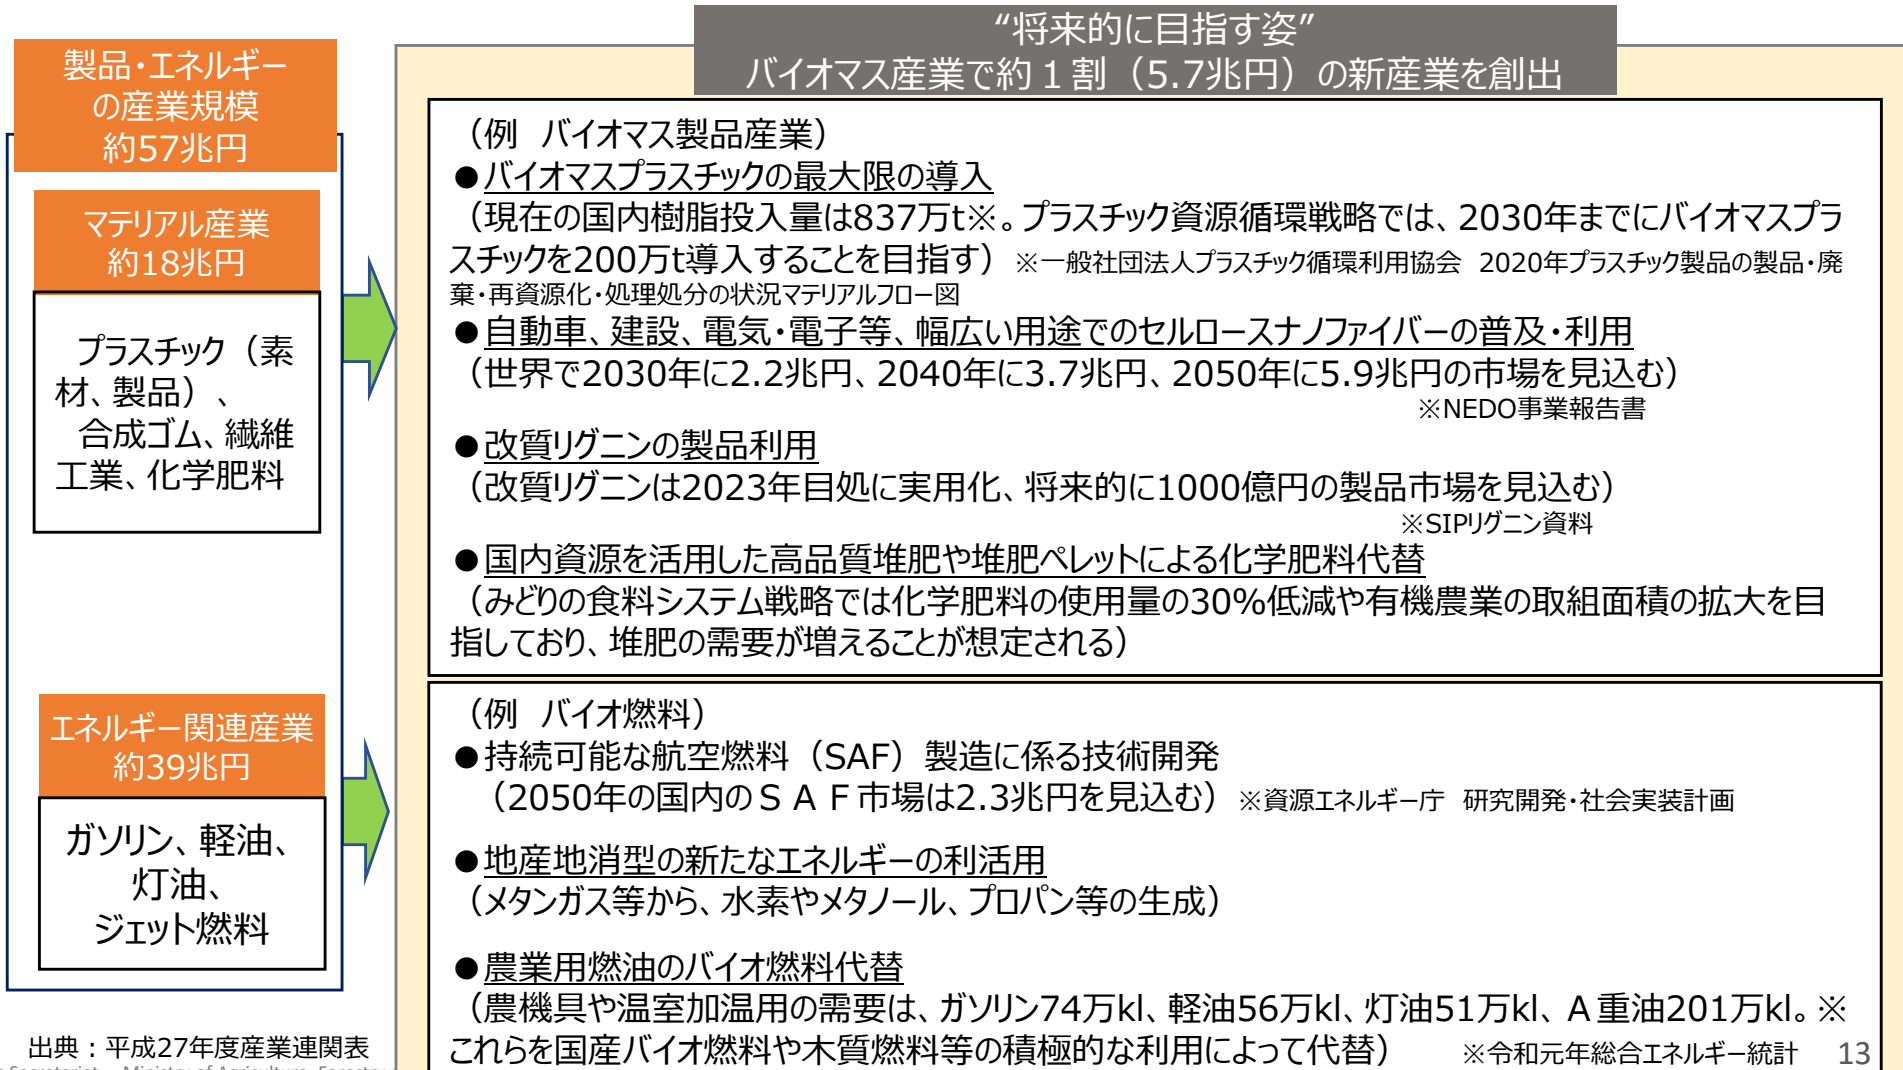 “将来的に目指す姿”
バイオマス産業で約１割（5.7兆円）の新産業を創出
製品・エネルギー
の産業規模
約57兆円
マテリアル産業
約18兆円
プラスチック（素
材、製品）、
合成ゴム、繊維
工業、化学肥料
エネルギー関連産業
約39兆円
ガソリン、軽油、
灯油、
ジェット燃料
出典：平成27年度産業連関表
（例　バイオマス製品産業）
●バイオマスプラスチックの最大限の導入
（現在の国内樹脂投入量は837万t※。プラスチック資源循環戦略では、2030年までにバイオマスプラ
スチックを200万t導入することを目指す）※一般社団法人プラスチック循環利用協会　2020年プラスチック製品の製品・廃
棄・再資源化・処理処分の状況マテリアルフロー図
●自動車、建設、電気・電子等、幅広い用途でのセルロースナノファイバーの普及・利用
（世界で2030年に2.2兆円、2040年に3.7兆円、2050年に5.9兆円の市場を見込む）
※NEDO事業報告書
●改質リグニンの製品利用
（改質リグニンは2023年目処に実用化、将来的に1000億円の製品市場を見込む）
※SIPリグニン資料
●国内資源を活用した高品質堆肥や堆肥ペレットによる化学肥料代替
（みどりの食料システム戦略では化学肥料の使用量の30%低減や有機農業の取組面積の拡大を目
指しており、堆肥の需要が増えることが想定される）
（例　バイオ燃料）
●持続可能な航空燃料（SAF）製造に係る技術開発
（2050年の国内のＳＡＦ市場は2.3兆円を見込む）※資源エネルギー庁　研究開発・社会実装計画
●地産地消型の新たなエネルギーの利活用
（メタンガス等から、水素やメタノール、プロパン等の生成）
●農業用燃油のバイオ燃料代替
（農機具や温室加温用の需要は、ガソリン74万kl、軽油56万kl、灯油51万kl、Ａ重油201万kl。※
これらを国産バイオ燃料や木質燃料等の積極的な利用によって代替）　※令和元年総合エネルギー統計
13